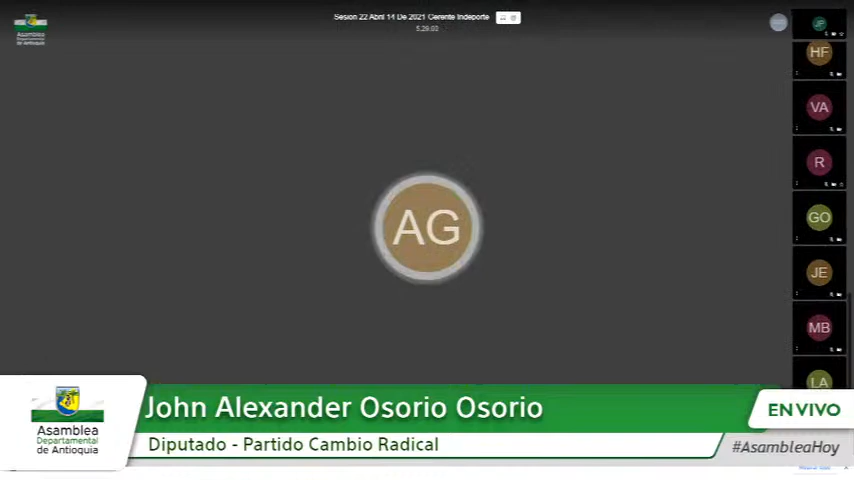 Sesion 22 Abril 14 De 2021 Gerente Indeporte
5:29:02
Asamblea
Departamental
de Antioquia
JP
HF
VA
R
GO
JE
MB
LA
AG
Asamblea
Departamental
de Antioquia
John Alexander Osorio Osorio
Diputado - Partido Cambio Radical
EN VIVO
#AsambleaHoy